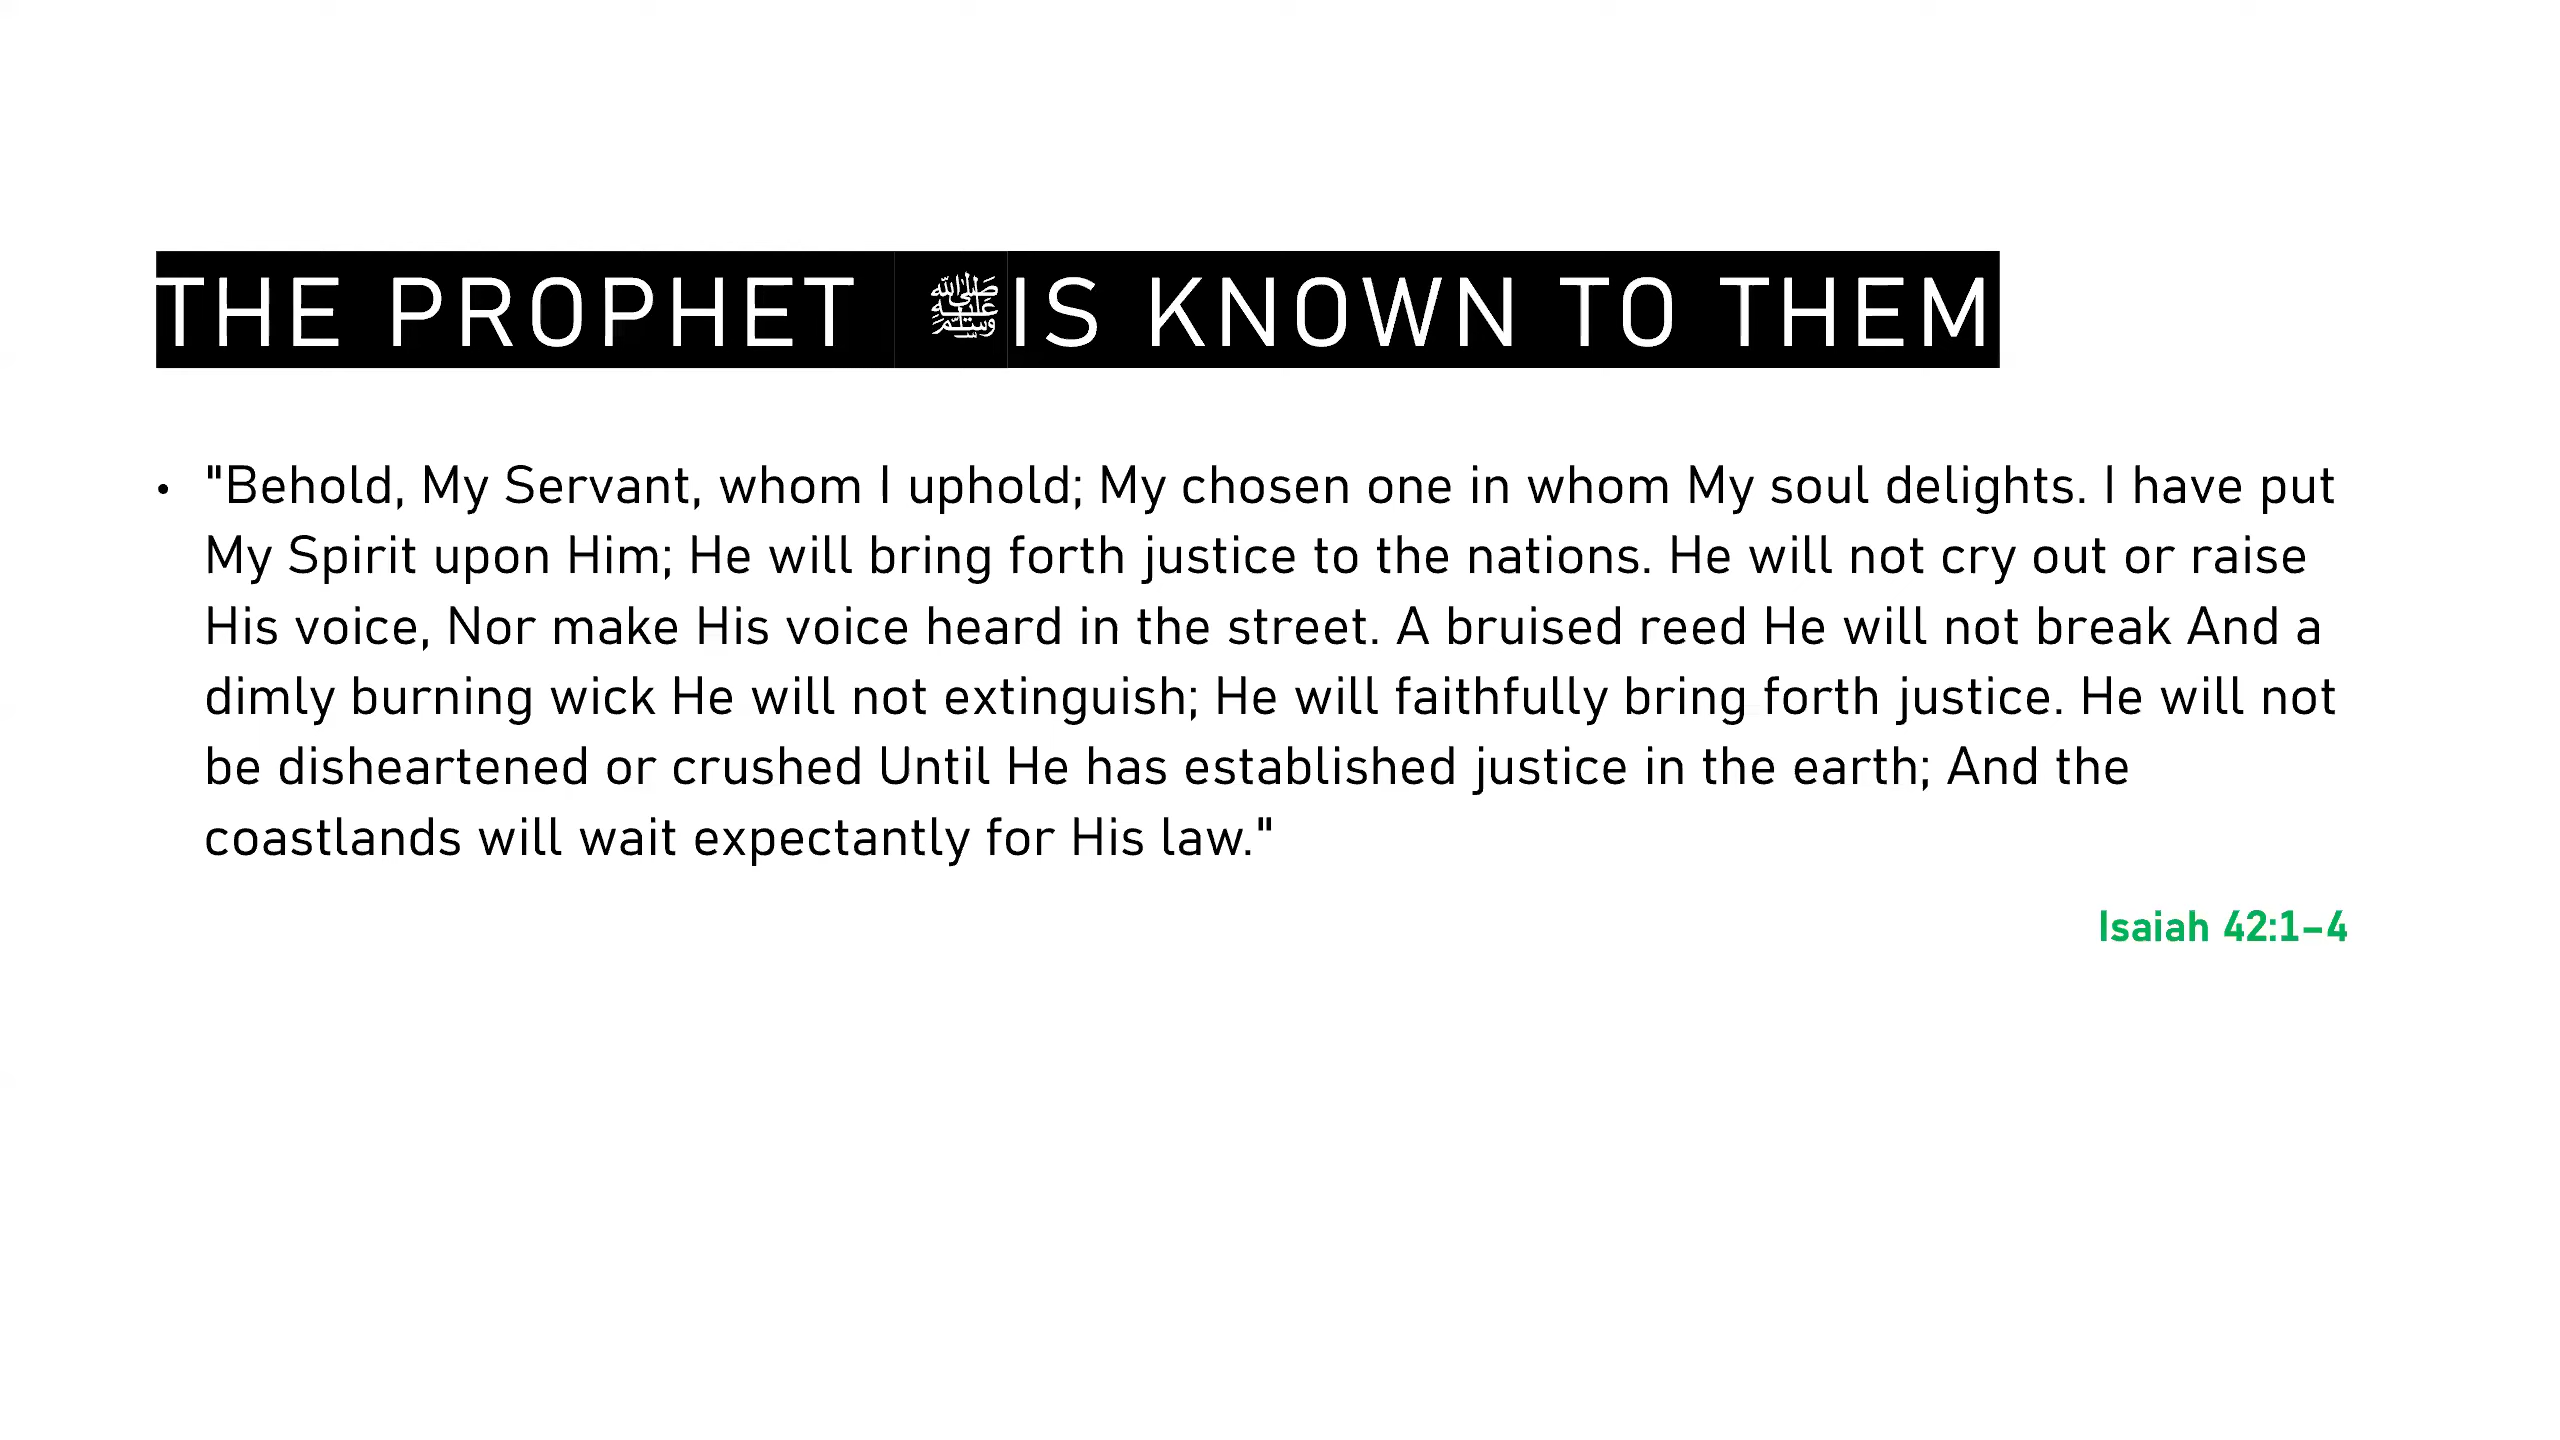 THE PROPHET ﷺ IS KNOWN TO THEM
• "Behold, My Servant, whom I uphold; My chosen one in whom My soul delights. I have put
My Spirit upon Him; He will bring forth justice to the nations. He will not cry out or raise
His voice, Nor make His voice heard in the street. A bruised reed He will not break And a
dimly burning wick He will not extinguish; He will faithfully bring forth justice. He will not
be disheartened or crushed Until He has established justice in the earth; And the
coastlands will wait expectantly for His law."
Isaiah 42:1–4